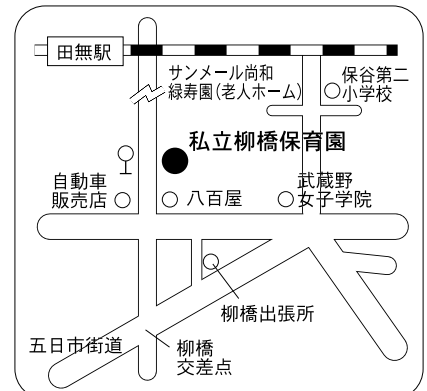 田無駅
サンメール尚和
緑寿園(老人ホーム)
保谷第二
小学校
私立柳橋保育園
自動車
販売店
八百屋
武蔵野
女子学院
柳橋出張所
五日市街道
柳橋
交差点